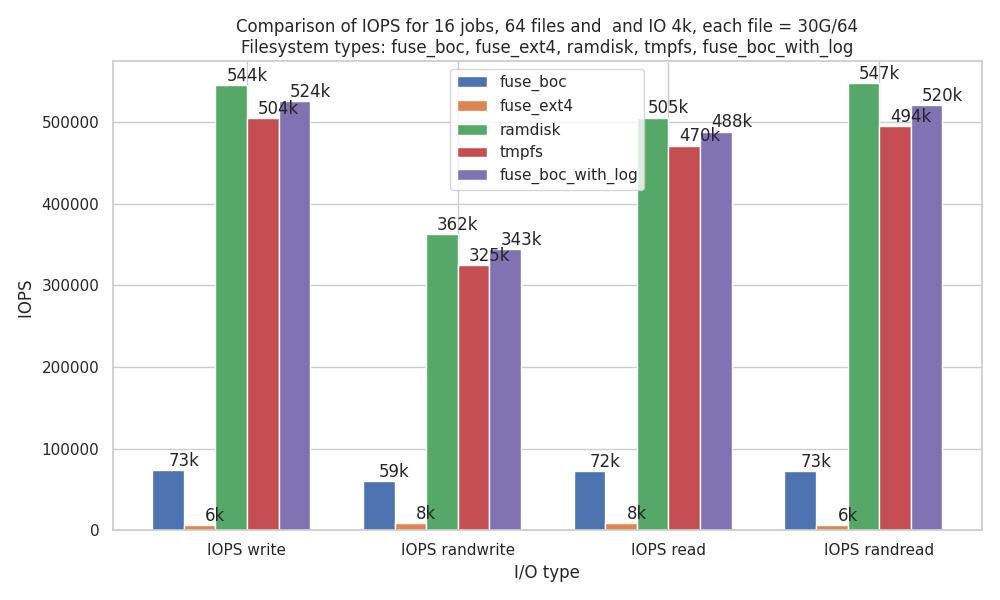 Comparison of IOPS for 16 jobs, 64 files and  and IO 4k, each file = 30G/64
Filesystem types: fuse_boc, fuse_ext4, ramdisk, tmpfs, fuse_boc_with_log
fuse_boc
fuse_ext4
ramdisk
tmpfs
fuse_boc_with_log
IOPS
500000
400000
300000
200000
100000
0
73k
6k
544k
504k
524k
59k
8k
362k
325k
343k
72k
8k
505k
470k
488k
73k
6k
547k
494k
520k
IOPS write
IOPS randwrite
IOPS read
IOPS randread
I/O type